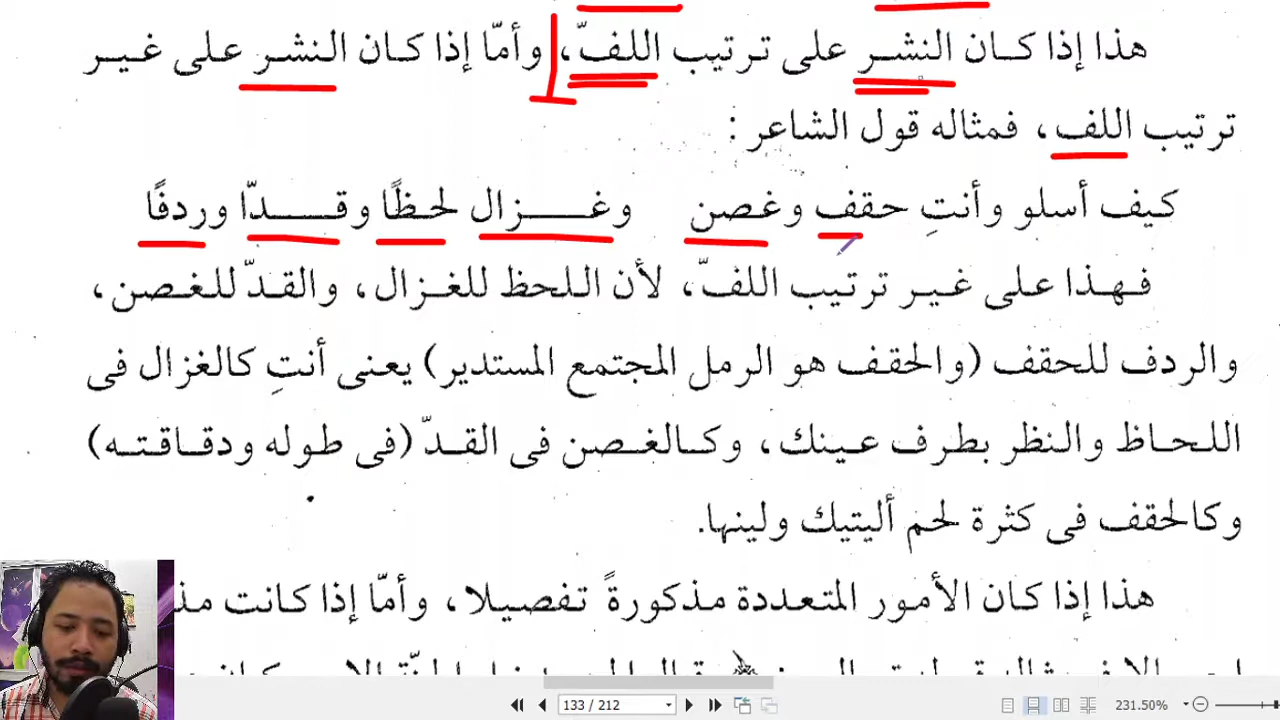 هذا إذا كان النشر على ترتيب اللفّ، وأمّا إذا كان النشر على غير
ترتيب اللف، فمثاله قول الشاعر :
كيف أسلو وأنتِ حقف وغصن وغزال لحظًا وقدّا وردفًا
فهذا على غير ترتيب اللفّ، لأن اللحظ للغزال، والقدّ للغصن،
والردف للحقف (والحقف هو الرمل المجتمع المستدير) يعنى أنتِ كالغزال فى
اللحاظ والنظر بطرف عينك، وكالغصن فى القدّ (فى طوله ودقاقته)
وكالحقف فى كثرة لحم أليتيك ولينها.
هذا إذا كان الأمور المتعددة مذكورةً تفصيلا، وأمّا إذا كانت
133 / 212
231.50%